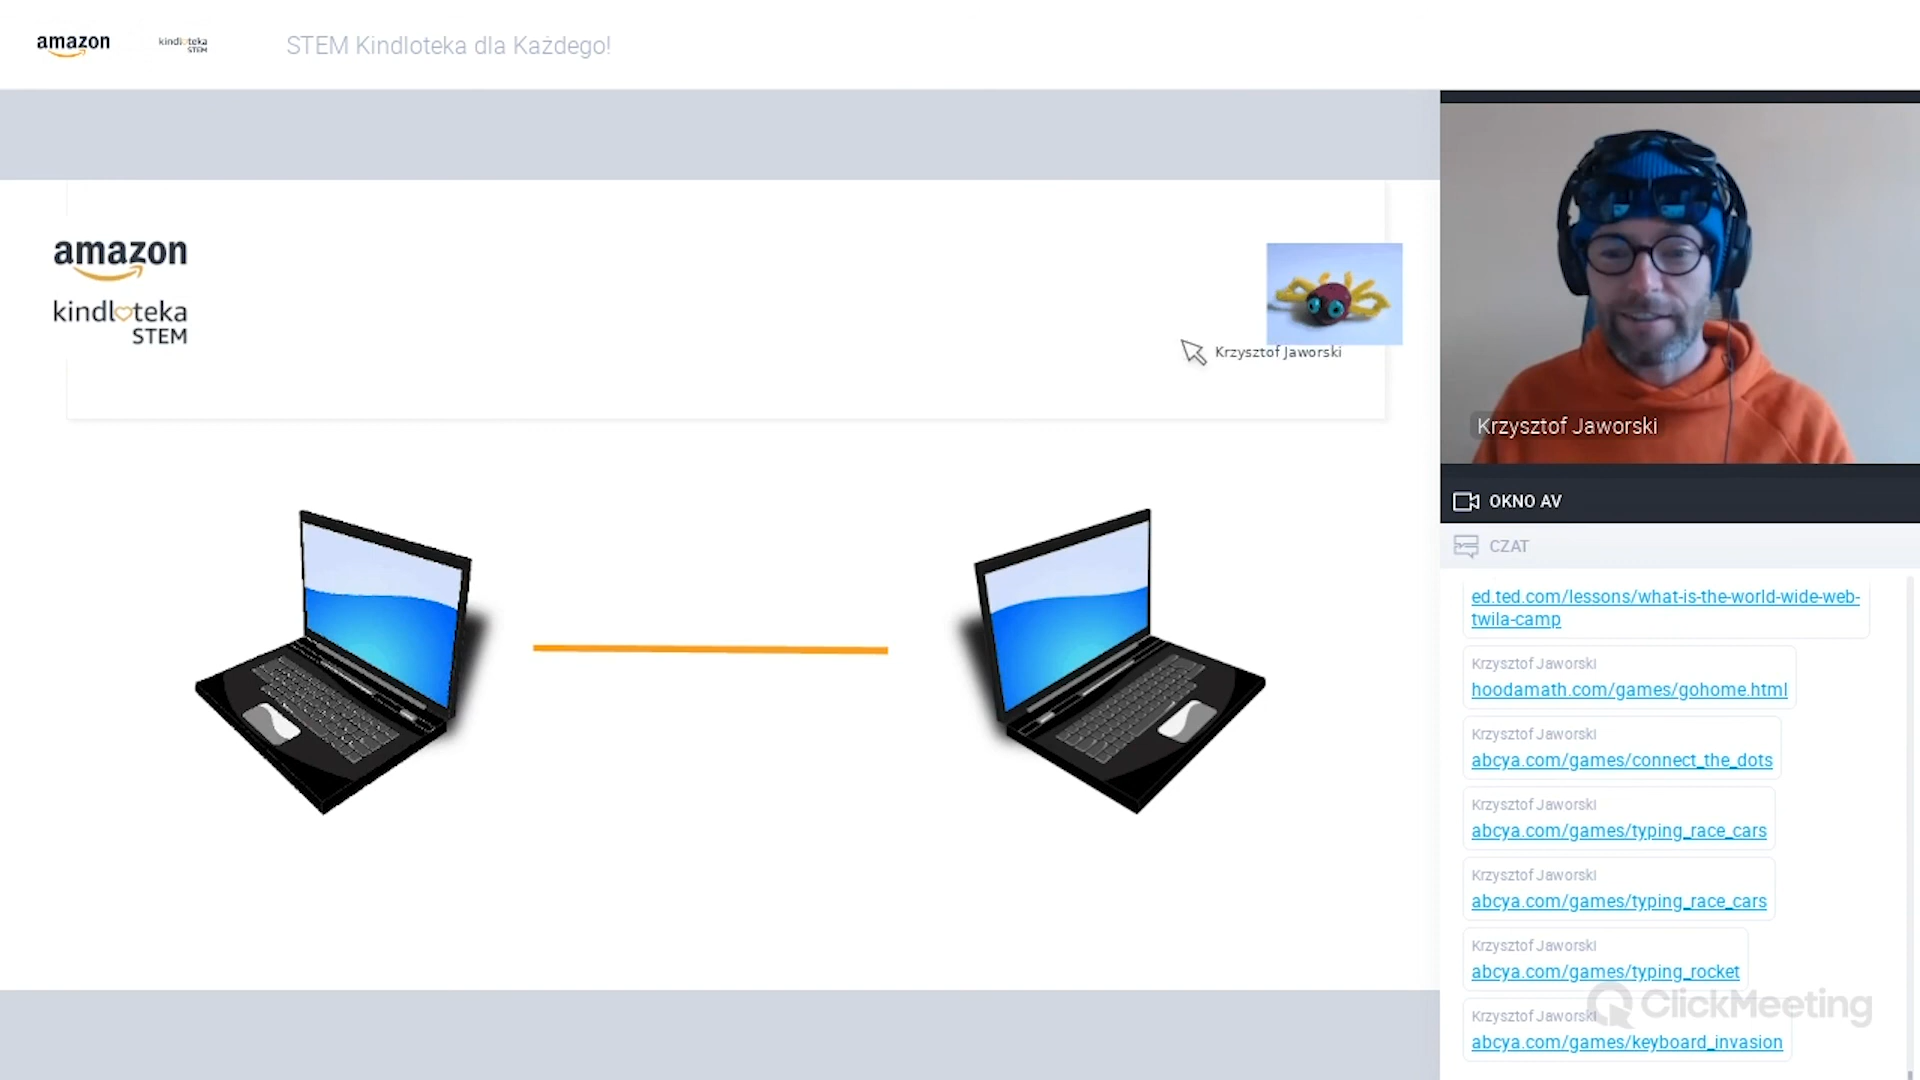 amazon
kindloteka
STEM
STEM Kindloteka dla Każdego!
amazon
kindloteka
STEM
Krzysztof Jaworski
Krzysztof Jaworski
OKNO AV
CZAT
ed.ted.com/lessons/what-is-the-world-wide-web-
twila-camp
Krzysztof Jaworski
hoodamath.com/games/gohome.html
Krzysztof Jaworski
abcya.com/games/connect_the_dots
Krzysztof Jaworski
abcya.com/games/typing_race_cars
Krzysztof Jaworski
abcya.com/games/typing_race_cars
Krzysztof Jaworski
abcya.com/games/typing_rocket
Krzysztof Jaworski
abcya.com/games/keyboard_invasion
ClickMeeting